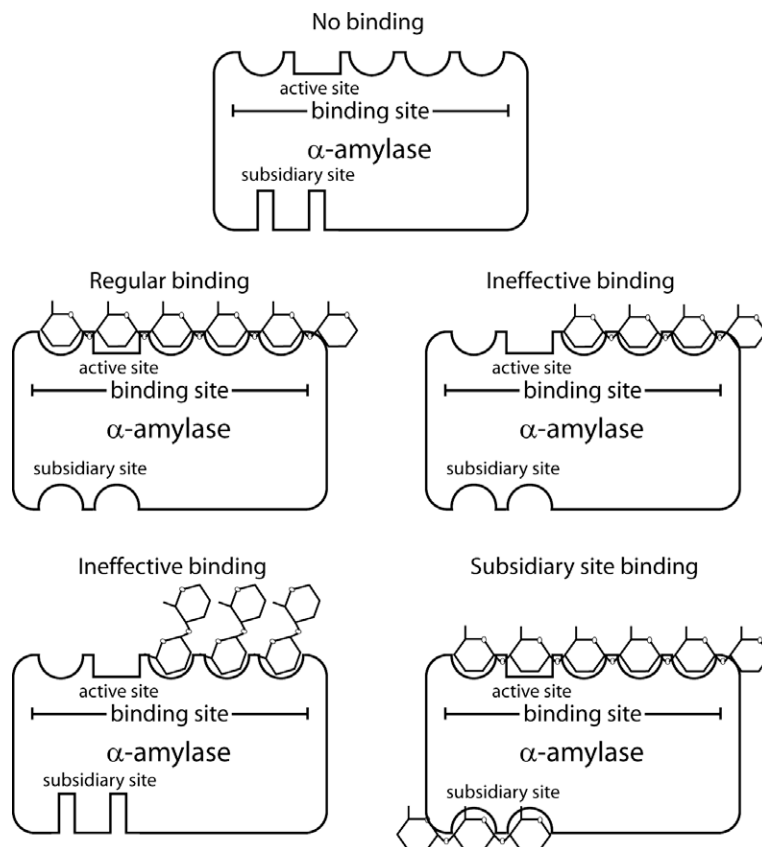 No binding
active site
binding site
α-amylase
subsidiary site
Regular binding
active site
binding site
α-amylase
subsidiary site
Ineffective binding
active site
binding site
α-amylase
subsidiary site
Ineffective binding
active site
binding site
α-amylase
subsidiary site
Subsidiary site binding
active site
binding site
α-amylase
subsidiary site